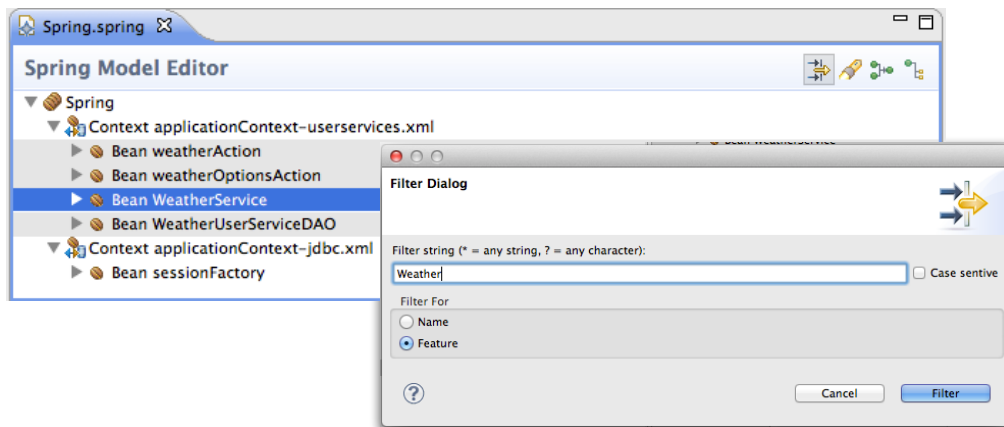 Spring.spring
Spring Model Editor
Spring
Context applicationContext-userservices.xml
Bean weatherAction
Bean weatherOptionsAction
Bean WeatherService
Bean WeatherUserServiceDAO
Context applicationContext-jdbc.xml
Bean sessionFactory
Filter Dialog
Filter string (* = any string, ? = any character):
Weather
Case sentive
Filter For
Name
Feature
?
Cancel
Filter